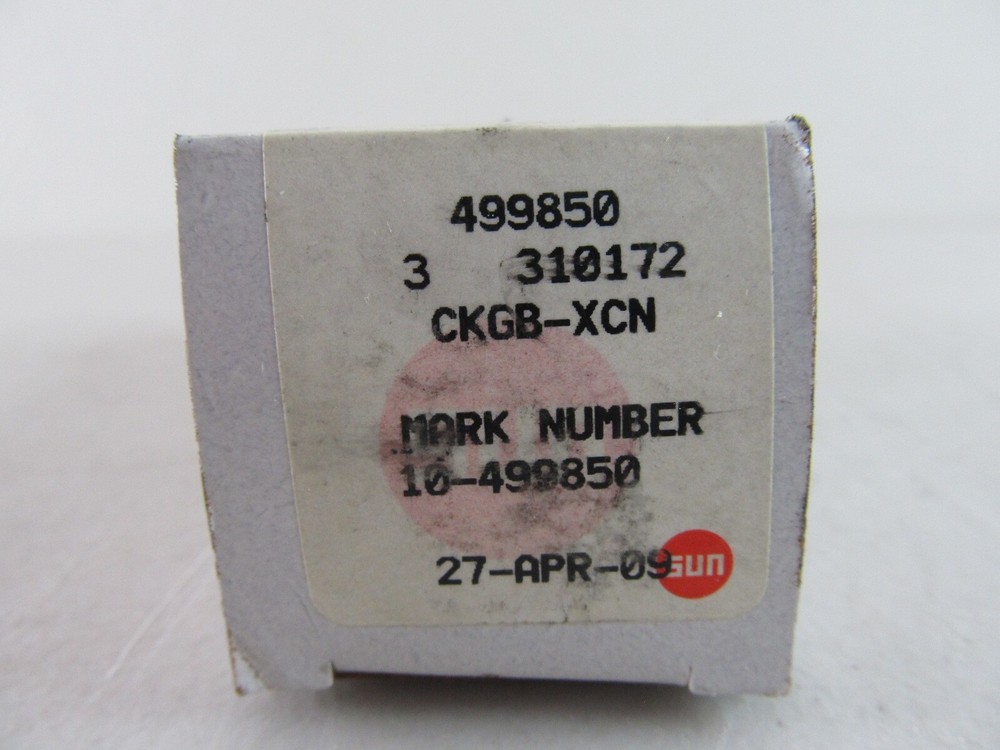 499850
3 310172
CKGB-XCN
MARK NUMBER
10-499850
27-APR-09
sun